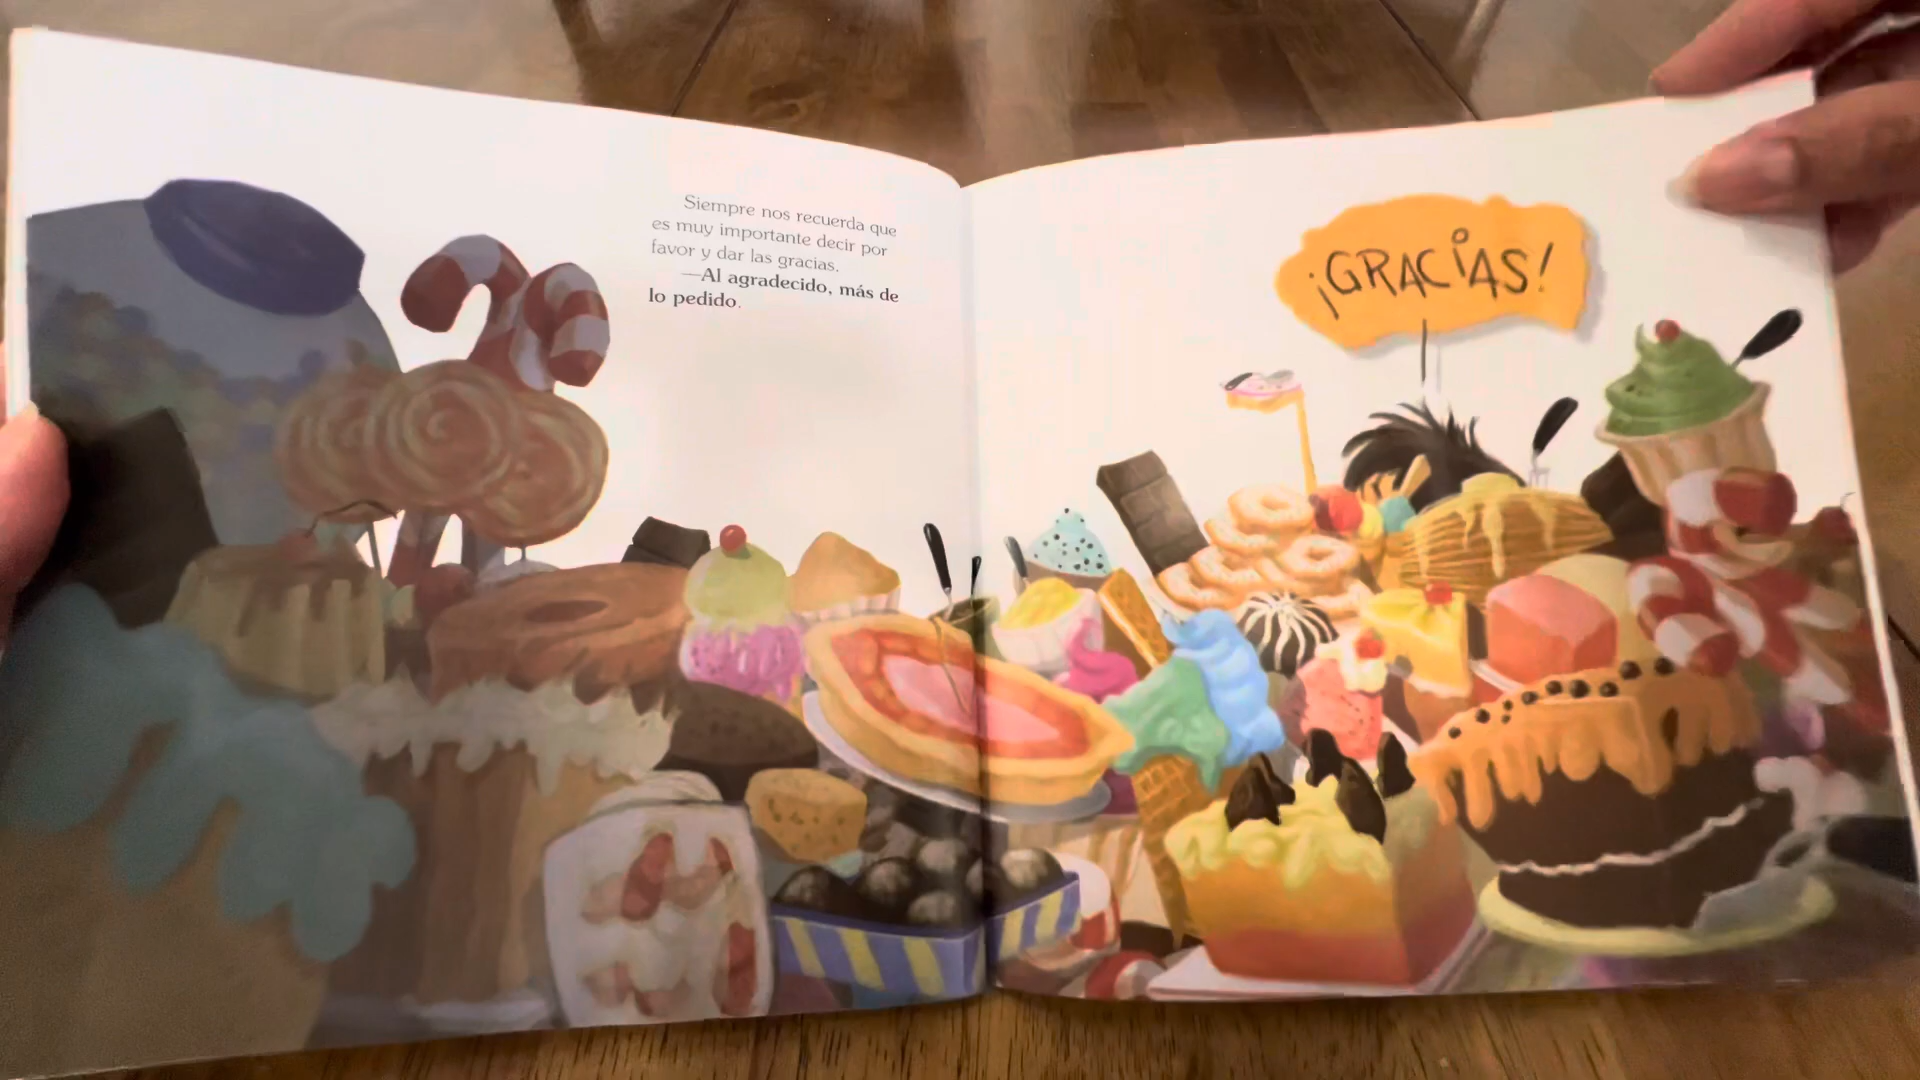 Siempre nos recuerda que
es muy importante decir por
favor y dar las gracias.
—Al agradecido, más de
lo pedido.
¡GRACIAS!